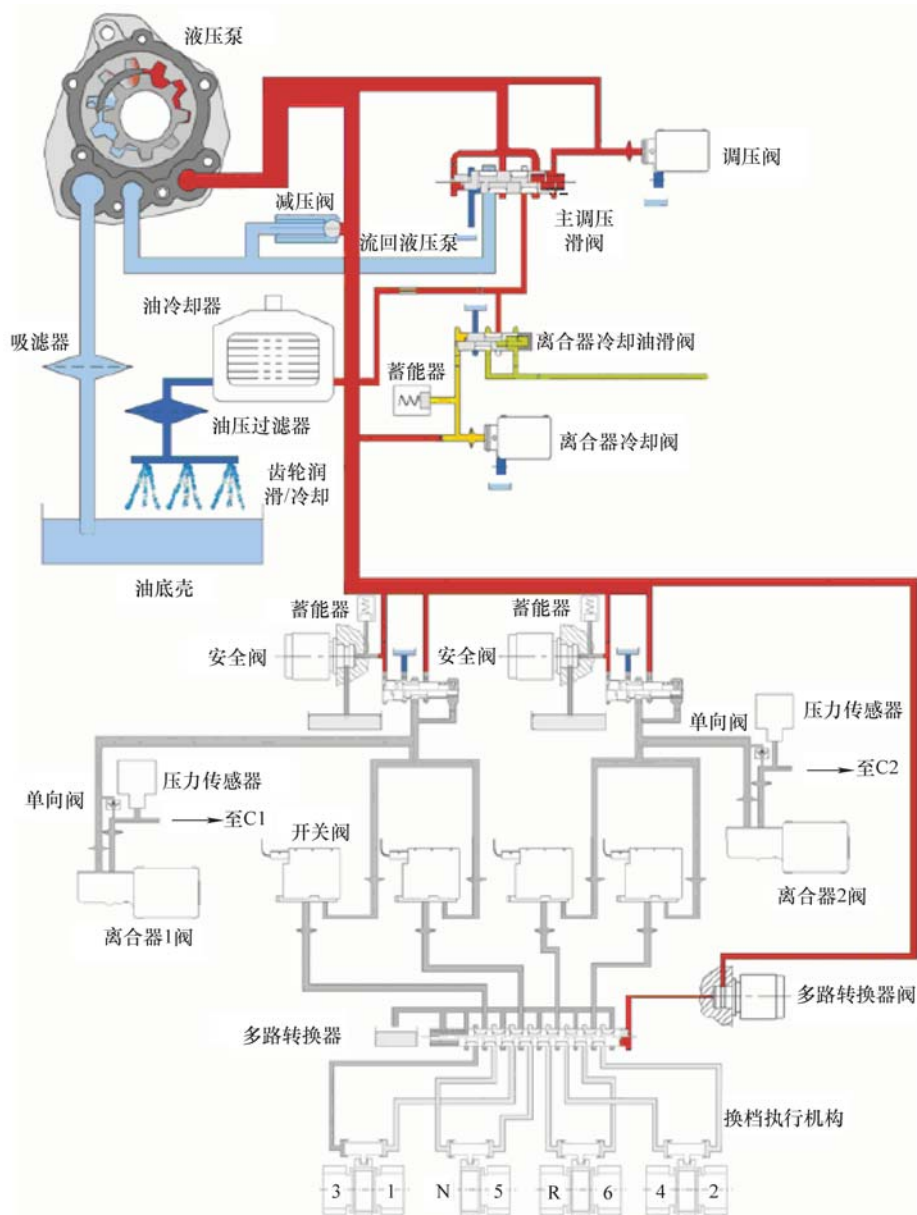 液压泵
调压阀
减压阀
主调压
滑阀
流回液压泵
油冷却器
吸滤器
离合器冷却油滑阀
蓄能器
油压过滤器
离合器冷却阀
齿轮润
滑/冷却
油底壳
蓄能器
蓄能器
安全阀
安全阀
压力传感器
单向阀
压力传感器
至C2
单向阀
至C1
开关阀
离合器2阀
离合器1阀
多路转换器阀
多路转换器
换档执行机构
3 1 N 5 R 6 4 2